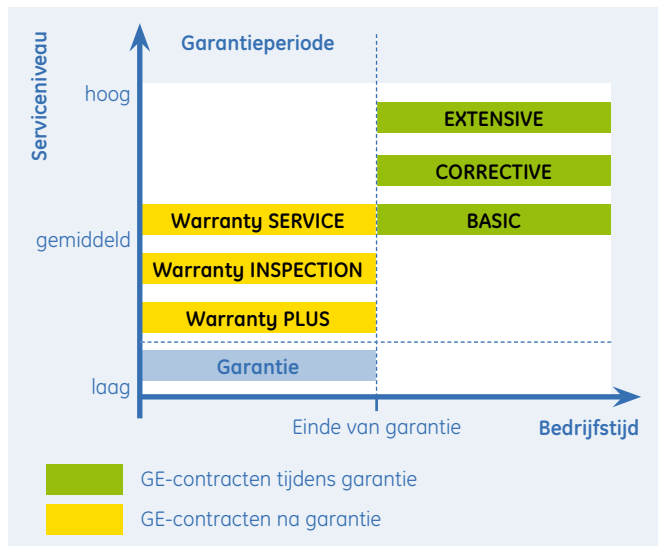 Serviceniveau
Garantieperiode
hoog
EXTENSIVE
CORRECTIVE
Warranty SERVICE
BASIC
gemiddeld
Warranty INSPECTION
Warranty PLUS
Garantie
laag
Einde van garantie
Bedrijfstijd
GE-contracten tijdens garantie
GE-contracten na garantie